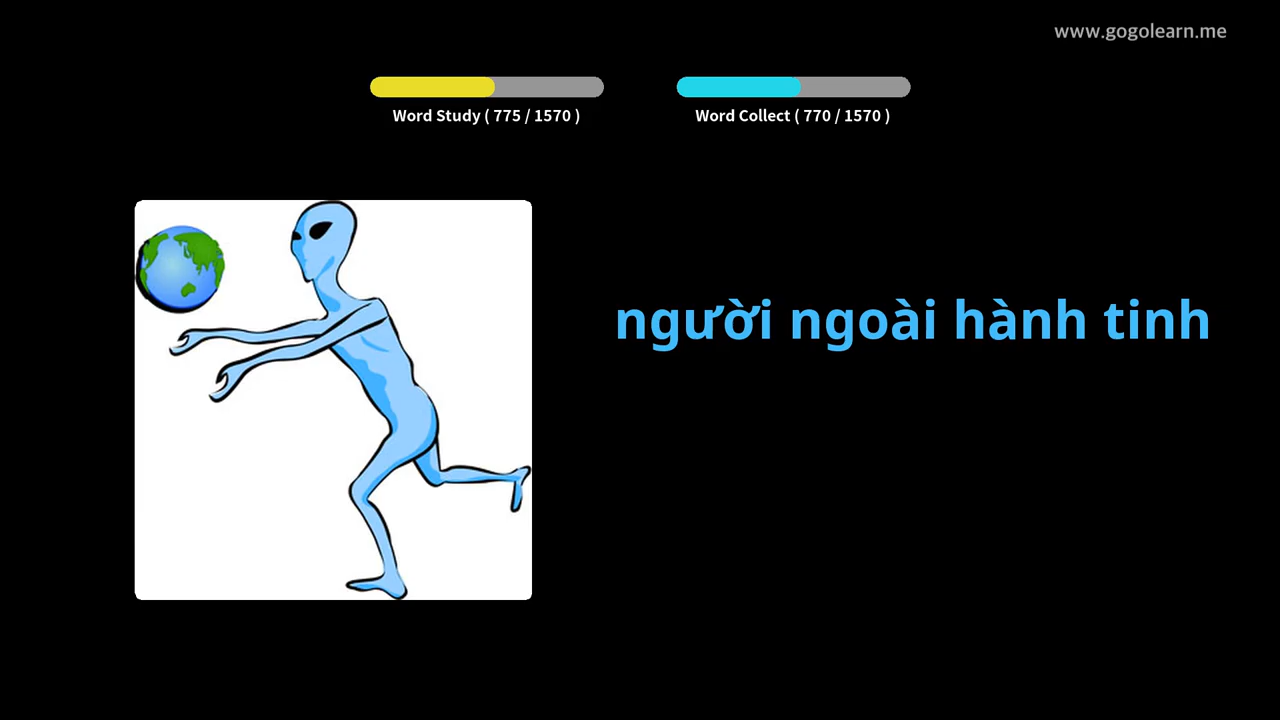 www.gogolearn.me
Word Study ( 775 / 1570 )
Word Collect ( 770 / 1570 )
người ngoài hành tinh